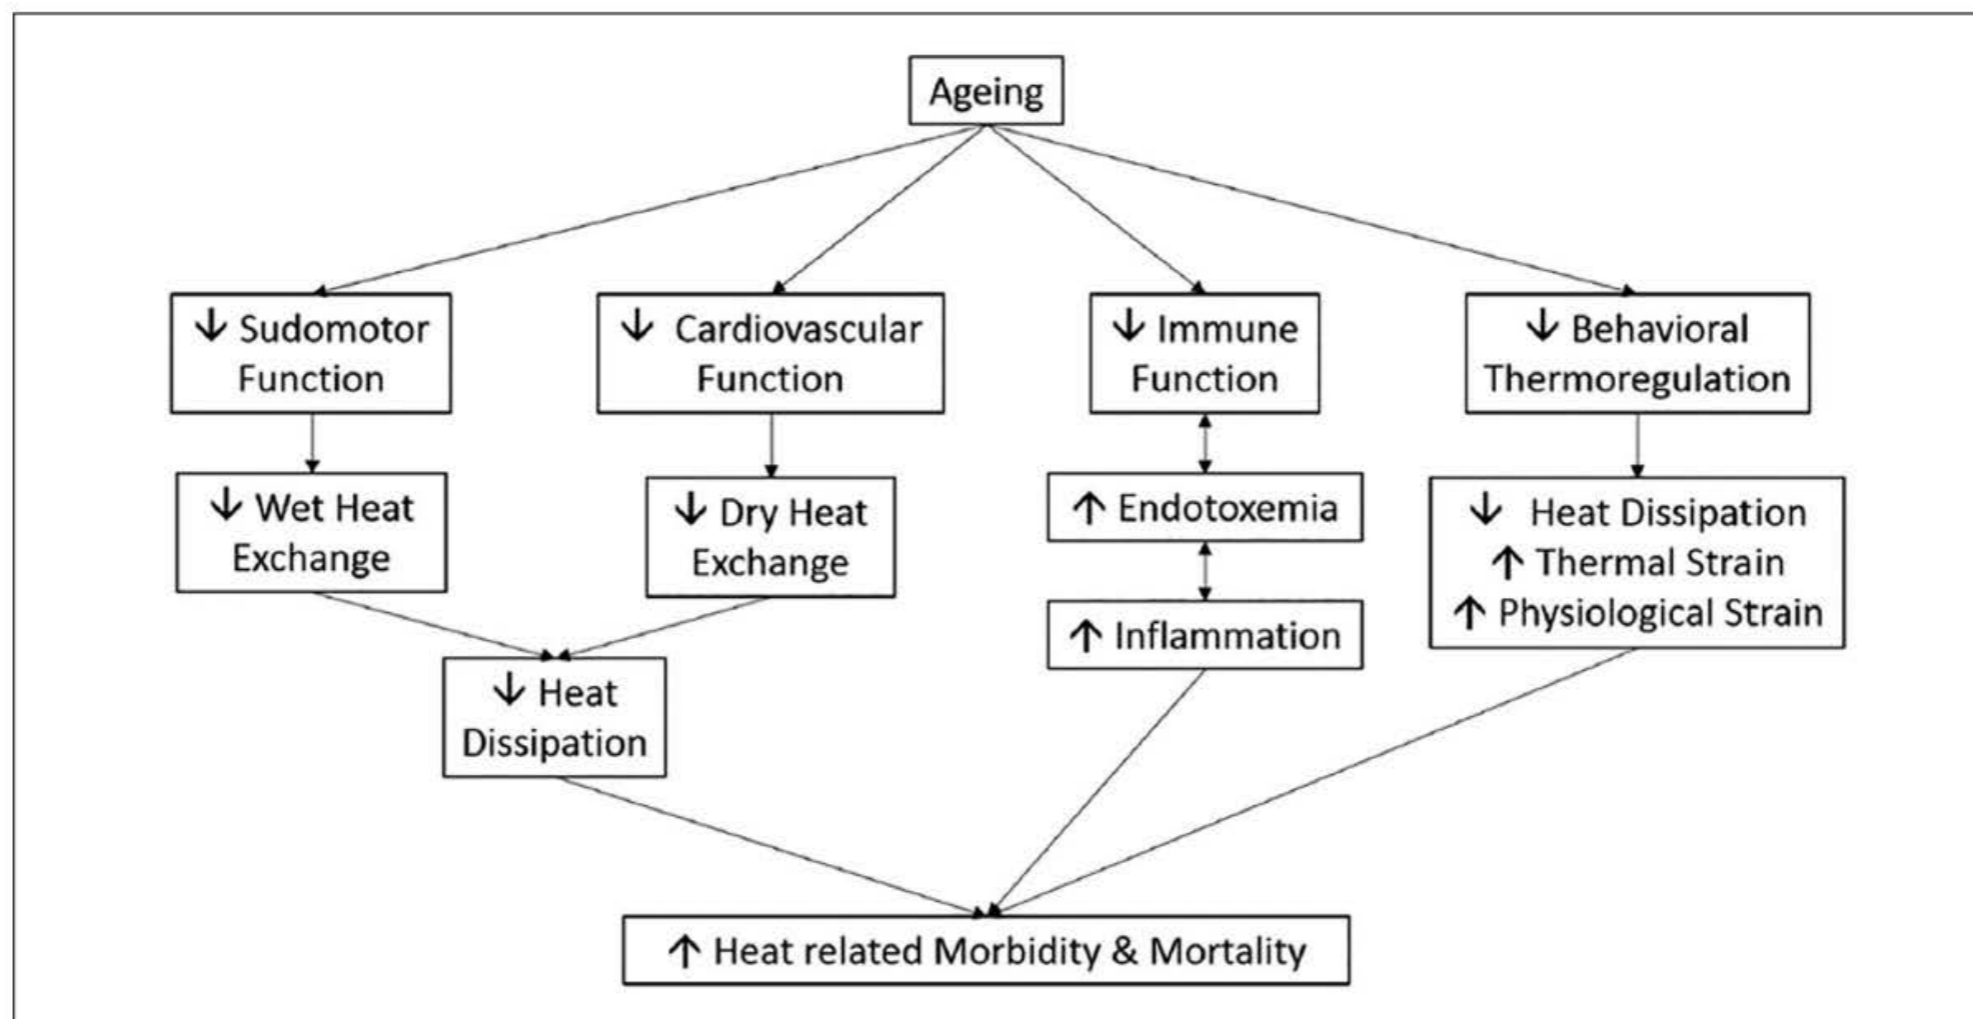 Ageing
↓ Sudomotor
Function
↓ Cardiovascular
Function
↓ Immune
Function
↓ Behavioral
Thermoregulation
↓ Wet Heat
Exchange
↓ Dry Heat
Exchange
↑ Endotoxemia
↓ Heat Dissipation
↑ Thermal Strain
↑ Physiological Strain
↑ Inflammation
↓ Heat
Dissipation
↑ Heat related Morbidity & Mortality